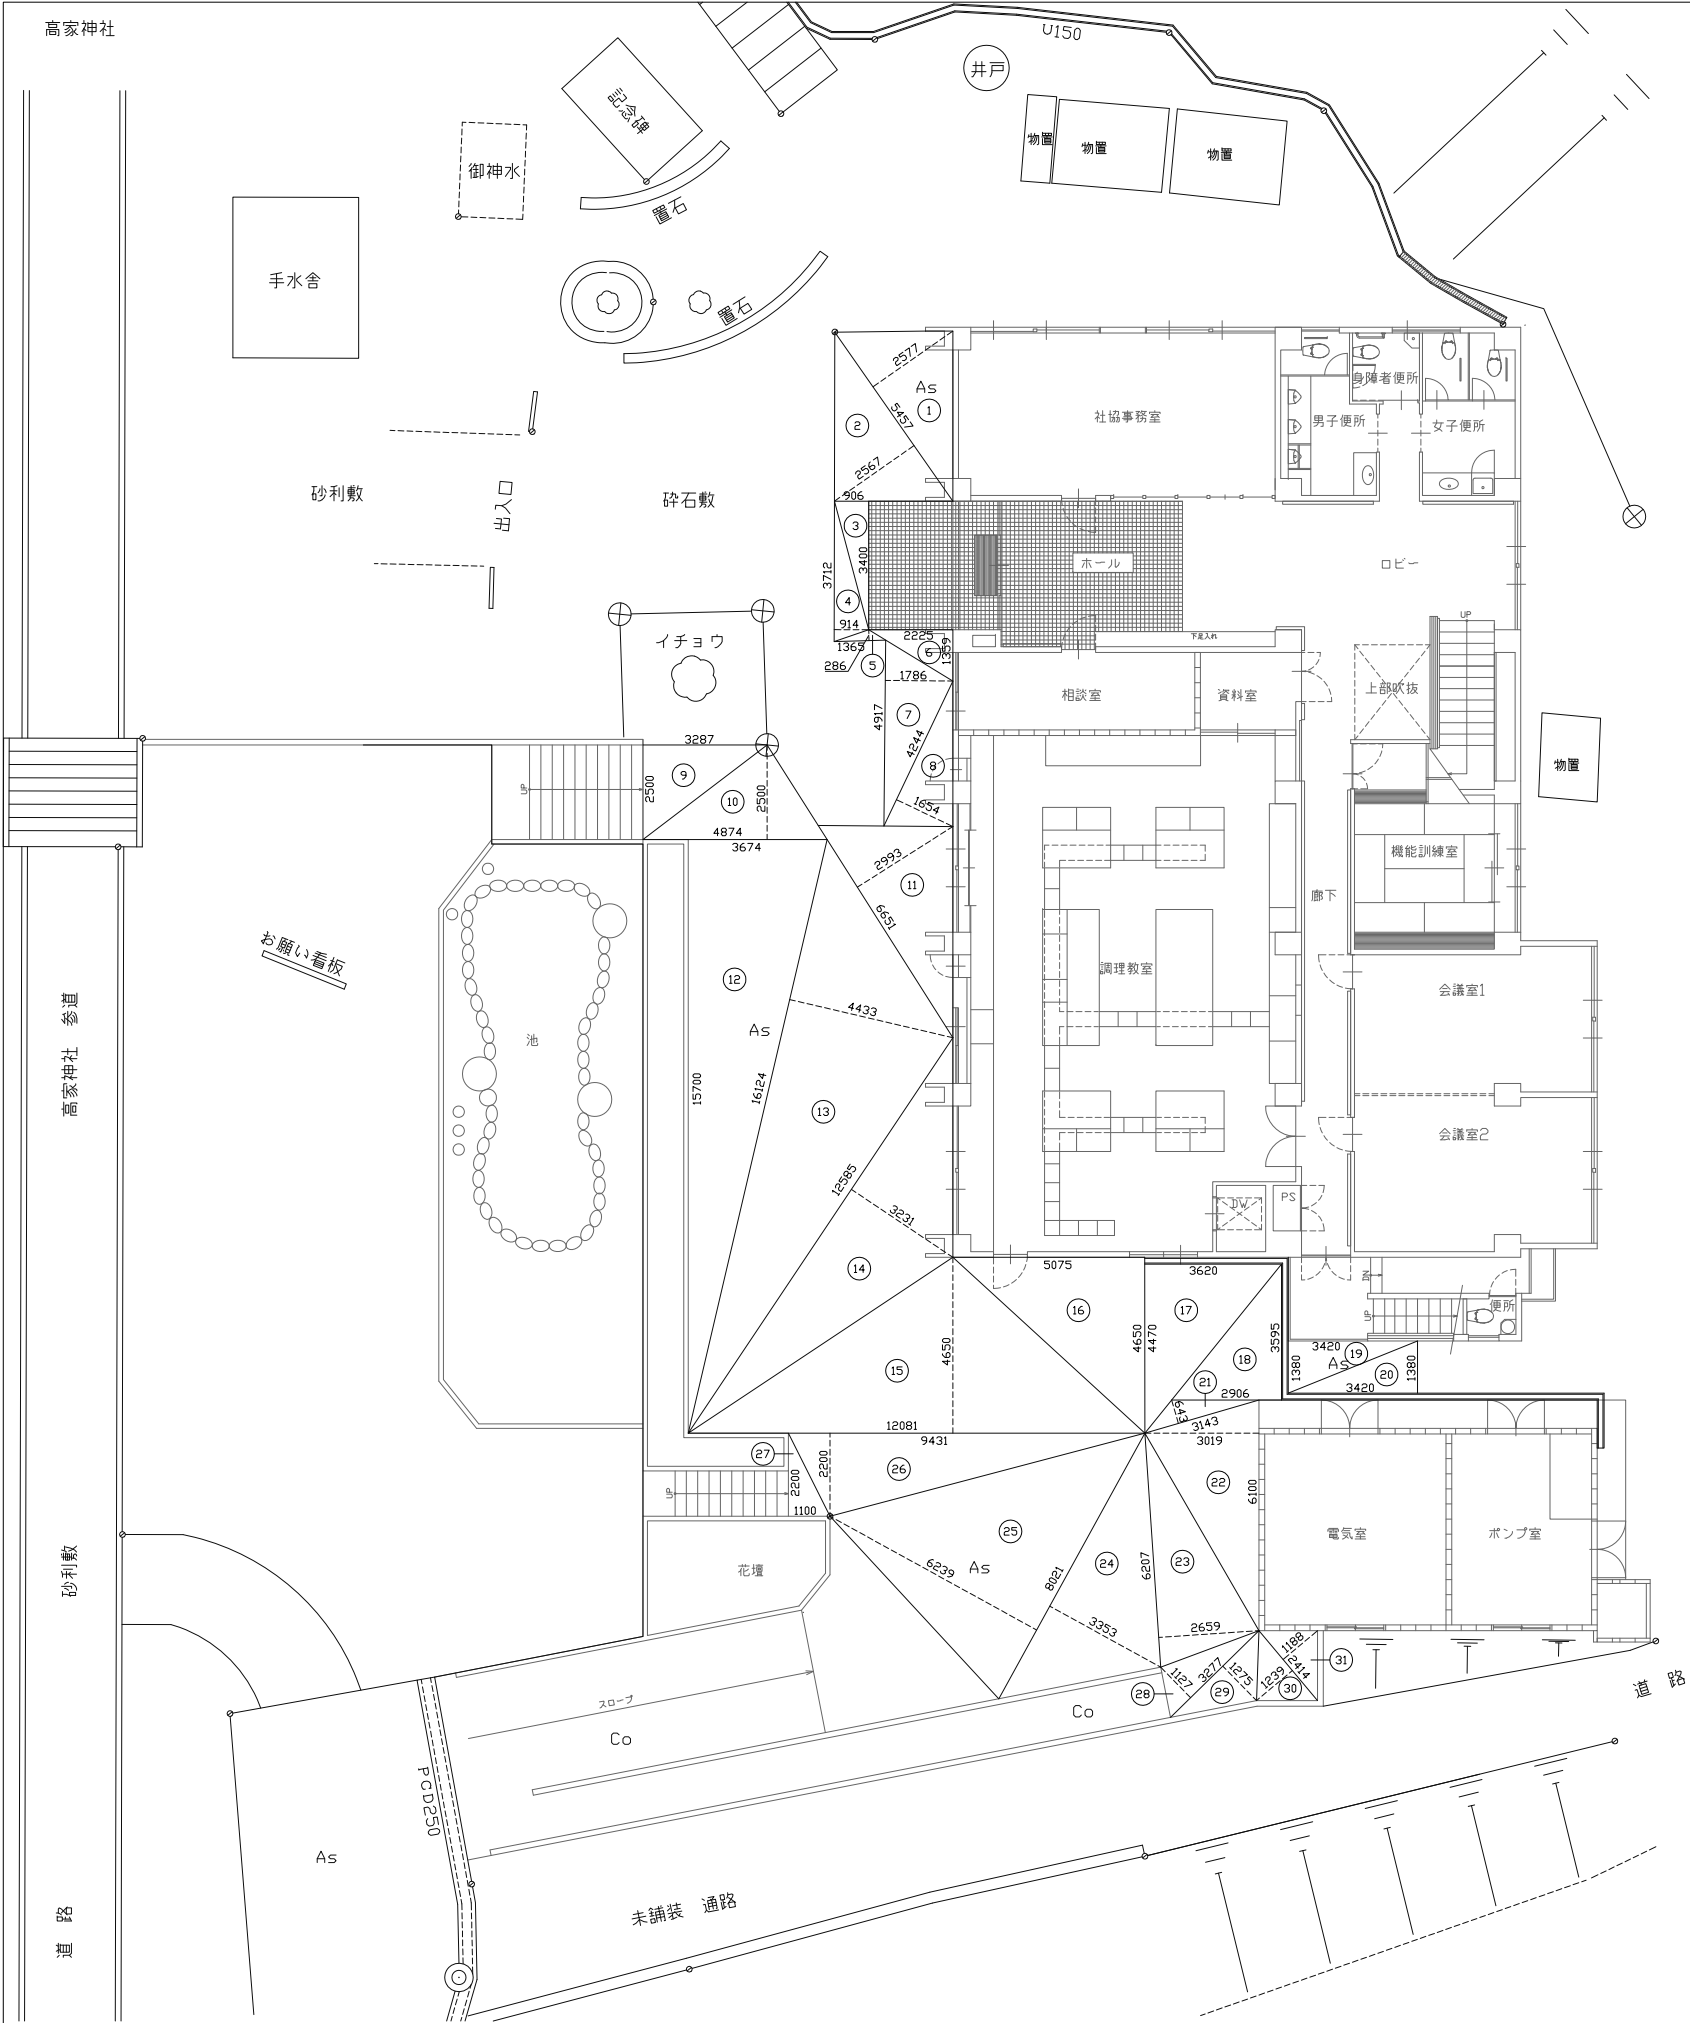 高家神社
U150
井戸
記念碑
物置
物置
物置
御神水
置石
手水舎
置石
2577
As
1
5457
2
2567
906
社協事務室
身障者便所
男子便所
女子便所
砂利敷
出入口
碎石敷
3
3400
3712
4
914
1365
286
5
2225
6
1359
ホール
ロビー
下足入れ
UP
イチョウ
1786
7
4917
4244
8
1654
相談室
資料室
上部吹抜
物置
3287
9
2500
10
2500
UP
4874
3674
2993
11
6651
機能訓練室
廊下
お願い看板
12
4433
As
調理教室
会議室1
高家神社 参道
池
15700
16124
13
12585
3231
会議室2
DW
PS
14
5075
3620
16
17
4650
4650
4470
3595
18
15
DN
UP
便所
3420
19
As
1380
20
1380
3420
21
2906
643
3143
3019
12081
9431
27
2200
2200
26
UP
1100
22
6100
25
As
6239
8021
24
6207
23
3353
2659
電気室
ポンプ室
花壇
砂利敷
1188
31
2414
1239
30
1275
3277
29
1127
28
スロープ
Co
Co
道 路
PCD250
As
未舗装 通路
道 路